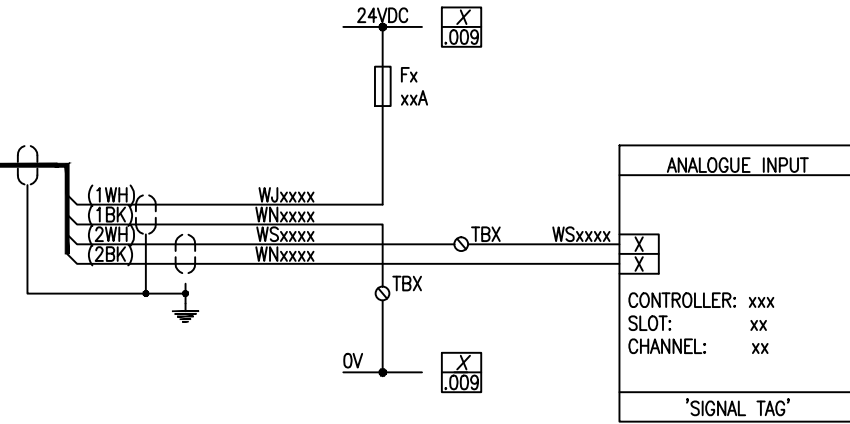 24VDC
X
.009
Fx
xxA
ANALOGUE INPUT
(1WH) WJxxxx
(1BK) WNxxxx
(2WH) WSxxxx TBX WSxxxx X
(2BK) WNxxxx X
TBX
CONTROLLER: xxx
SLOT: xx
CHANNEL: xx
0V
X
.009
'SIGNAL TAG'